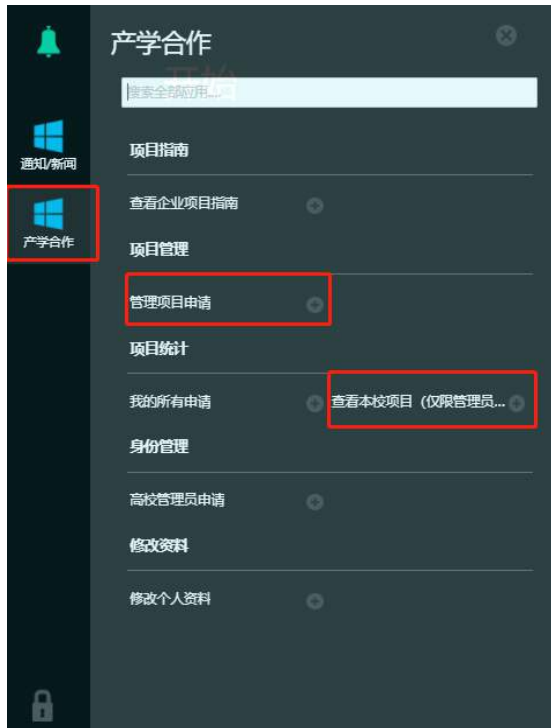 产学合作
开始
搜索全部应用...
通知/新闻
项目指南
查看企业项目指南
产学合作
项目管理
管理项目申请
项目统计
我的所有申请
查看本校项目（仅限管理员...
身份管理
高校管理员申请
修改资料
修改个人资料